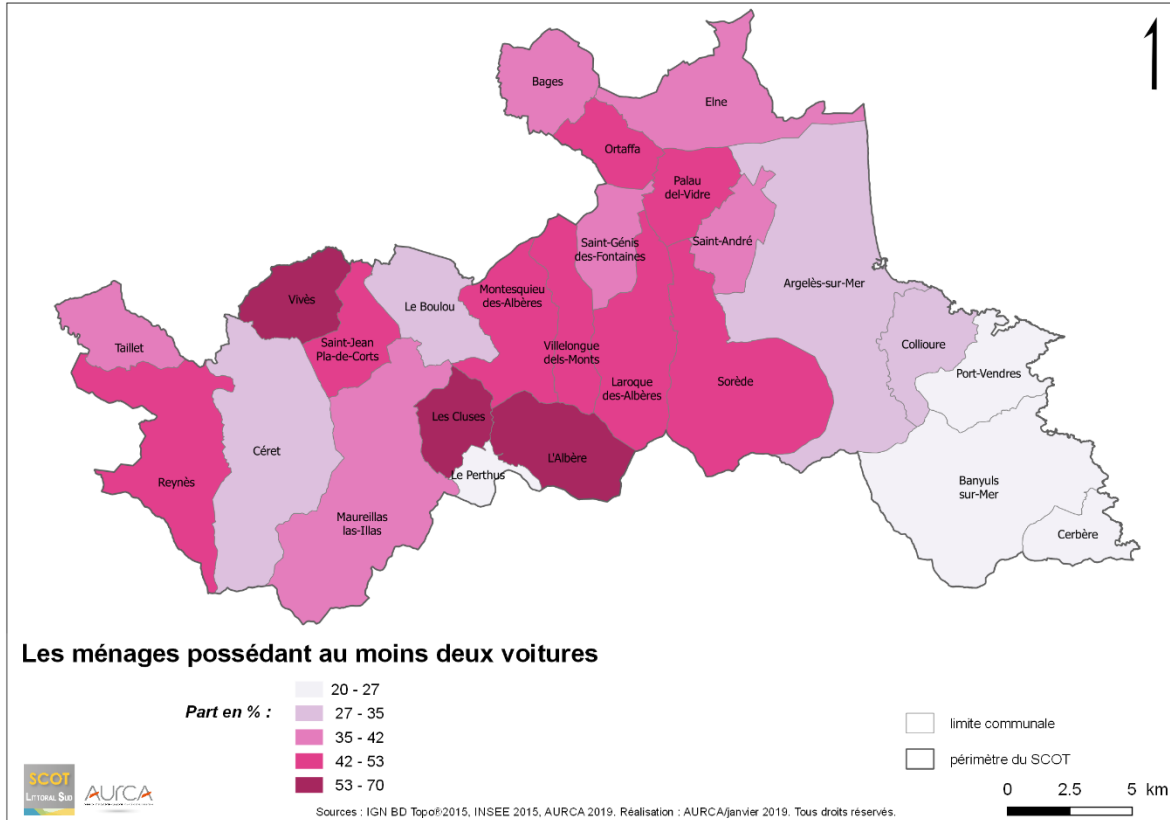 Bages
Elne
Ortaffa
Palau
del-Vidre
Saint-André
Saint-Génis
des-Fontaines
Argelès-sur-Mer
Vivès
Le Boulou
Montesquieu
des-Albères
Taillet
Saint-Jean
Pla-de-Corts
Villelongue
dels-Monts
Collioure
Port-Vendres
Laroque
des-Albères
Sorède
Les Cluses
Céret
L'Albère
Le Perthus
Reynès
Banyuls
sur-Mer
Maureillas
las-Illas
Cerbère
Les ménages possédant au moins deux voitures
Part en % :
20 - 27
27 - 35
35 - 42
42 - 53
53 - 70
limite communale
périmètre du SCOT
SCOT
LITTORAL SUD
AURCA
0 2.5 5 km
Sources : IGN BD Topo®2015, INSEE 2015, AURCA 2019. Réalisation : AURCA/janvier 2019. Tous droits réservés.